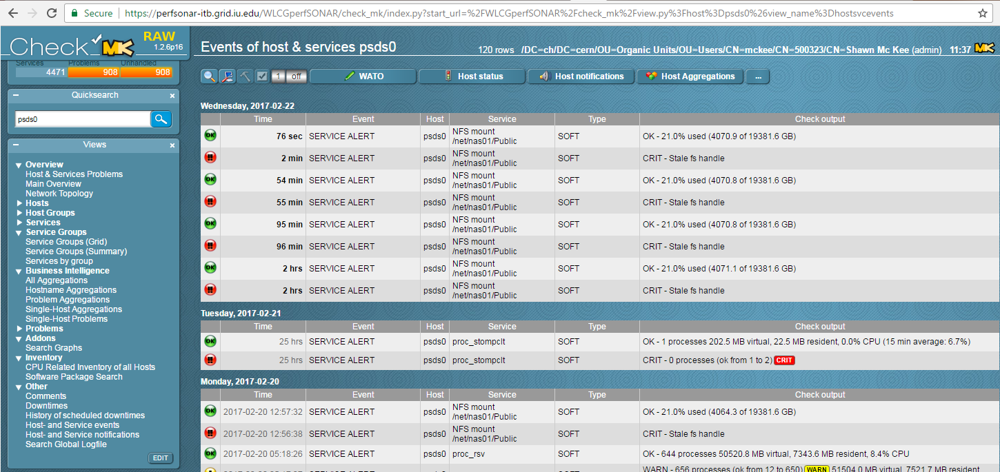 Secure https://perfsonar-itb.grid.iu.edu/WLCGperfSONAR/check_mk/index.py?start_url=%2FWLCGperfSONAR%2Fcheck_mk%2Fview.py%3Fhost%3Dpsds0%26view_name%3Dhostsvcevents
Check MK RAW
1.2.6p16
Services Problems Unhandled
4471 908 908
Quicksearch ×
psds0
Views ×
Overview
Host & Services Problems
Main Overview
Network Topology
Hosts
Host Groups
Services
Service Groups
Service Groups (Grid)
Service Groups (Summary)
Services by group
Business Intelligence
All Aggregations
Hostname Aggregations
Problem Aggregations
Single-Host Aggregations
Single-Host Problems
Problems
Addons
Search Graphs
Inventory
CPU Related Inventory of all Hosts
Software Package Search
Other
Comments
Downtimes
History of scheduled downtimes
Host- and Service events
Host- and Service notifications
Search Global Logfile
EDIT
Events of host & services psds0
120 rows /DC=ch/DC=cern/OU=Organic Units/OU=Users/CN=mckee/CN=500323/CN=Shawn Mc Kee (admin) 11:37 MK
1 off WATO Host status Host notifications Host Aggregations ...
Wednesday, 2017-02-22
Time Event Host Service Type Check output
OK 76 sec SERVICE ALERT psds0 NFS mount /net/nas01/Public SOFT OK - 21.0% used (4070.9 of 19381.6 GB)
!! 2 min SERVICE ALERT psds0 NFS mount /net/nas01/Public SOFT CRIT - Stale fs handle
OK 54 min SERVICE ALERT psds0 NFS mount /net/nas01/Public SOFT OK - 21.0% used (4070.8 of 19381.6 GB)
!! 55 min SERVICE ALERT psds0 NFS mount /net/nas01/Public SOFT CRIT - Stale fs handle
OK 95 min SERVICE ALERT psds0 NFS mount /net/nas01/Public SOFT OK - 21.0% used (4070.8 of 19381.6 GB)
!! 96 min SERVICE ALERT psds0 NFS mount /net/nas01/Public SOFT CRIT - Stale fs handle
OK 2 hrs SERVICE ALERT psds0 NFS mount /net/nas01/Public SOFT OK - 21.0% used (4071.1 of 19381.6 GB)
!! 2 hrs SERVICE ALERT psds0 NFS mount /net/nas01/Public SOFT CRIT - Stale fs handle
Tuesday, 2017-02-21
Time Event Host Service Type Check output
OK 25 hrs SERVICE ALERT psds0 proc_stompclt SOFT OK - 1 processes 202.5 MB virtual, 22.5 MB resident, 0.0% CPU (15 min average: 6.7%)
!! 25 hrs SERVICE ALERT psds0 proc_stompclt SOFT CRIT - 0 processes (ok from 1 to 2) CRIT
Monday, 2017-02-20
Time Event Host Service Type Check output
OK 2017-02-20 12:57:32 SERVICE ALERT psds0 NFS mount /net/nas01/Public SOFT OK - 21.0% used (4064.3 of 19381.6 GB)
!! 2017-02-20 12:56:38 SERVICE ALERT psds0 NFS mount /net/nas01/Public SOFT CRIT - Stale fs handle
OK 2017-02-20 05:18:26 SERVICE ALERT psds0 proc_rsv SOFT OK - 644 processes 50520.8 MB virtual, 7343.6 MB resident, 8.4% CPU
WARN - 656 processes (ok from 12 to 650) WARN 51504.0 MB virtual, 7521.7 MB resident